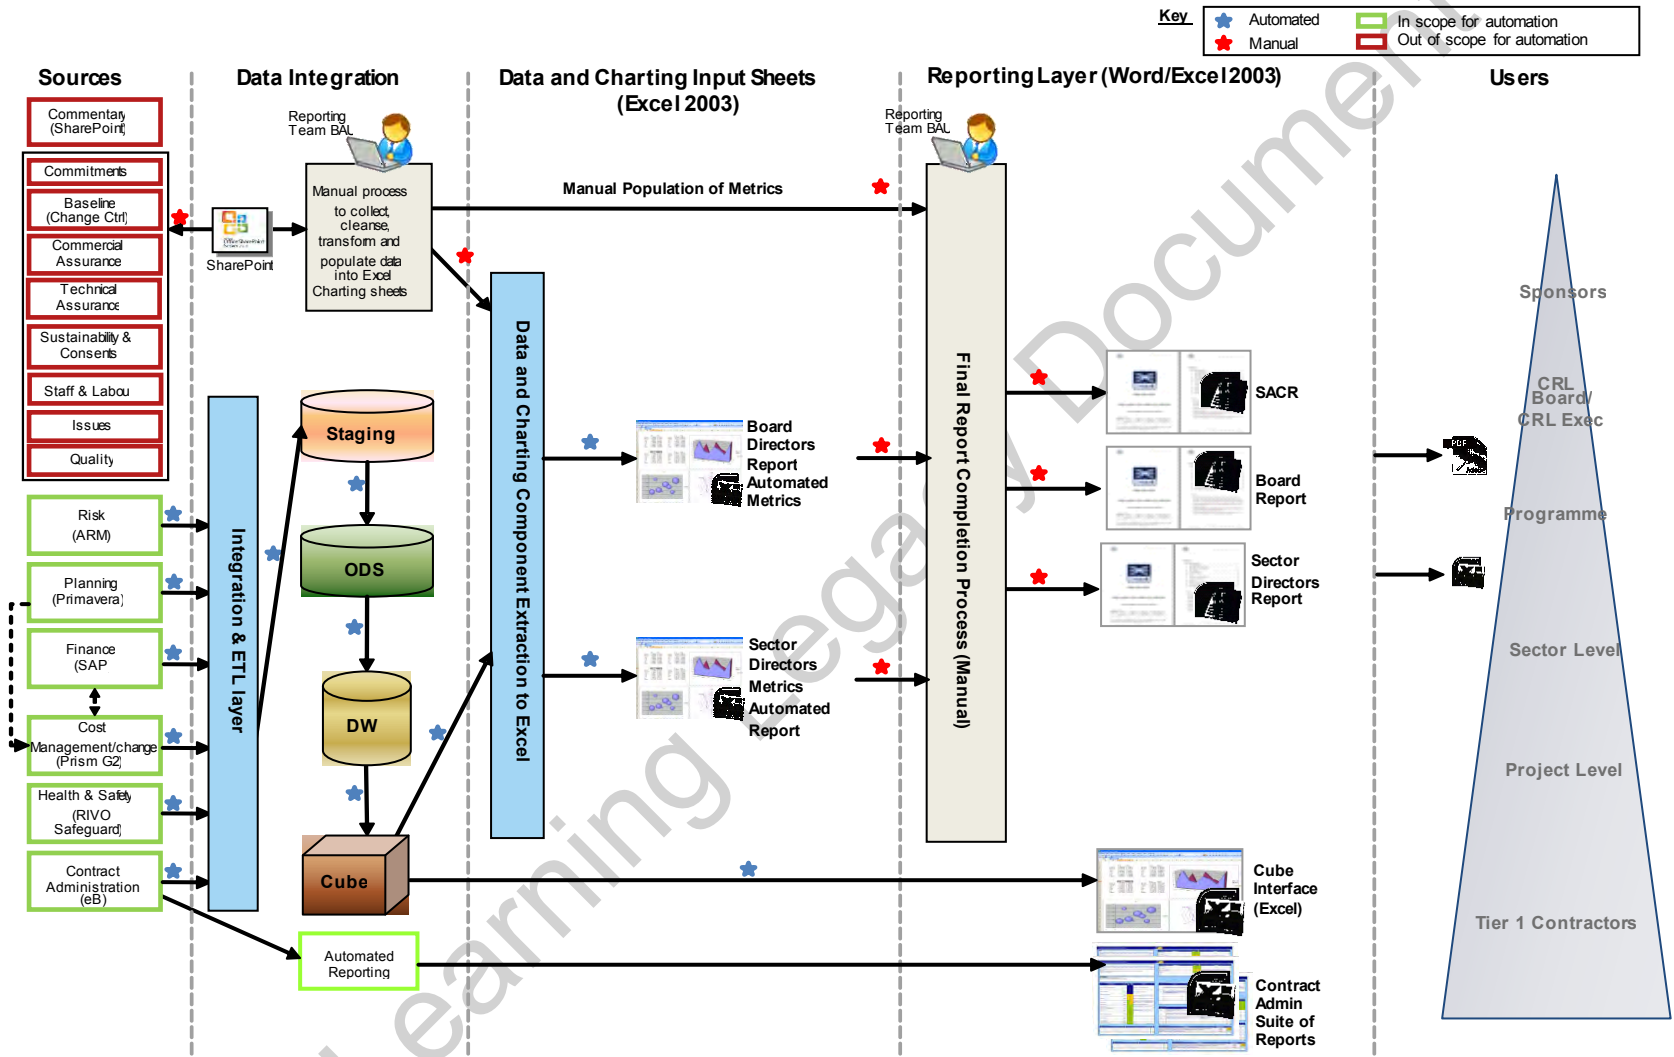 Key
Automated
In scope for automation
Manual
Out of scope for automation
Sources
Data Integration
Data and Charting Input Sheets
(Excel 2003)
Reporting Layer (Word/Excel 2003)
Users
Commentary
(SharePoint)
Commitments
Baseline
(Change Ctrl)
Commercial
Assurance
Technical
Assurance
Sustainability &
Consents
Staff & Labou
Issues
Quality
Risk
(ARM)
Planning
(Primavera)
Finance
(SAP
Cost
Management/change
(Prism G2)
Health & Safety
(RIVO
Safeguard)
Contract
Administration
(eB)
SharePoint
Reporting
Team BAU
Manual process
to collect,
cleanse,
transform and
populate data
into Excel
Charting sheets
Integration & ETL layer
Staging
ODS
DW
Cube
Automated
Reporting
Manual Population of Metrics
Data and Charting Component Extraction to Excel
Board
Directors
Report
Automated
Metrics
Sector
Directors
Metrics
Automated
Report
Reporting
Team BAU
Final Report Completion Process (Manual)
SACR
Board
Report
Sector
Directors
Report
Cube
Interface
(Excel)
Contract
Admin
Suite of
Reports
Sponsors
CRL
Board/
CRL Exec
Programme
Sector Level
Project Level
Tier 1 Contractors
Learning Legacy Document